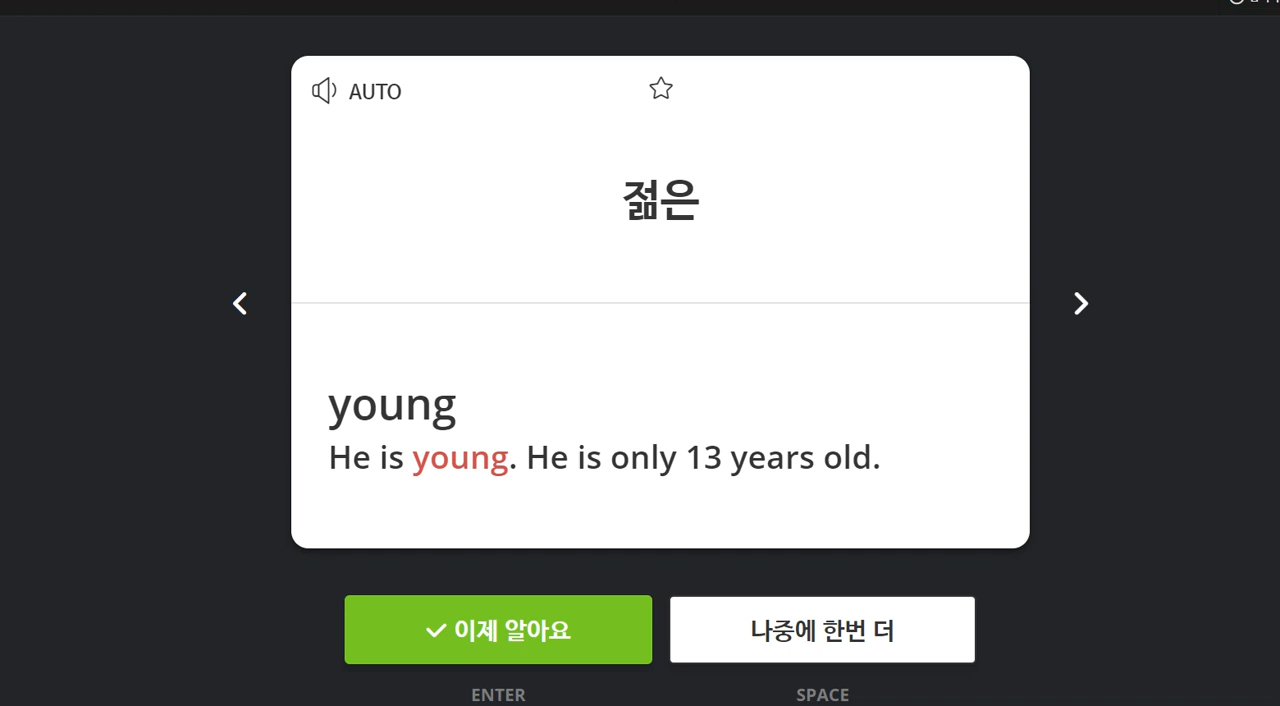 AUTO
젊은
young
He is young. He is only 13 years old.
이제 알아요
나중에 한번 더
ENTER
SPACE